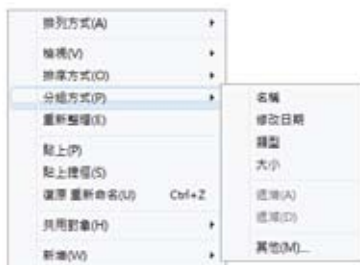 排列方式(A)
檢視(V)
排序方式(O)
分組方式(P)
重新整理(E)
貼上(P)
貼上捷徑(S)
復原 重新命名(U) Ctrl+Z
共用對象(H)
新增(W)
名稱
修改日期
類型
大小
遞增(A)
遞減(D)
其他(M)...